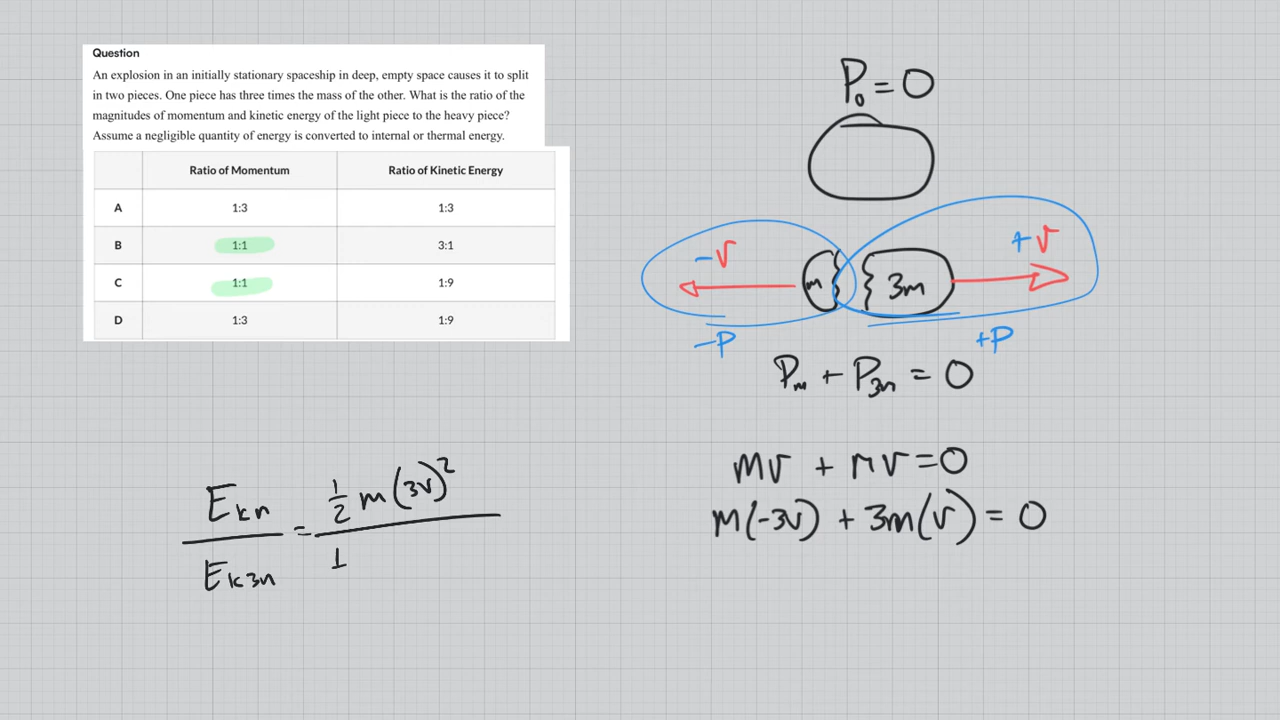 Question
An explosion in an initially stationary spaceship in deep, empty space causes it to split
in two pieces. One piece has three times the mass of the other. What is the ratio of the
magnitudes of momentum and kinetic energy of the light piece to the heavy piece?
Assume a negligible quantity of energy is converted to internal or thermal energy.
Ratio of Momentum Ratio of Kinetic Energy
A 1:3 1:3
B 1:1 3:1
C 1:1 1:9
D 1:3 1:9
P₀ = 0
-v +v
m 3m
-P +P
Pm + P3m = 0
mv + mv = 0
m(-3v) + 3m(v) = 0
Ekm = 1/2 m(3v)²
Ek3m 1